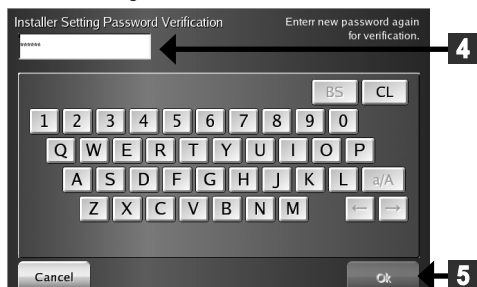 Installer Setting Password Verification
Enterr new password again
for verification.
******
4
BS CL
1 2 3 4 5 6 7 8 9 0
Q W E R T Y U I O P
A S D F G H J K L a/A
Z X C V B N M ← →
Cancel Ok
5